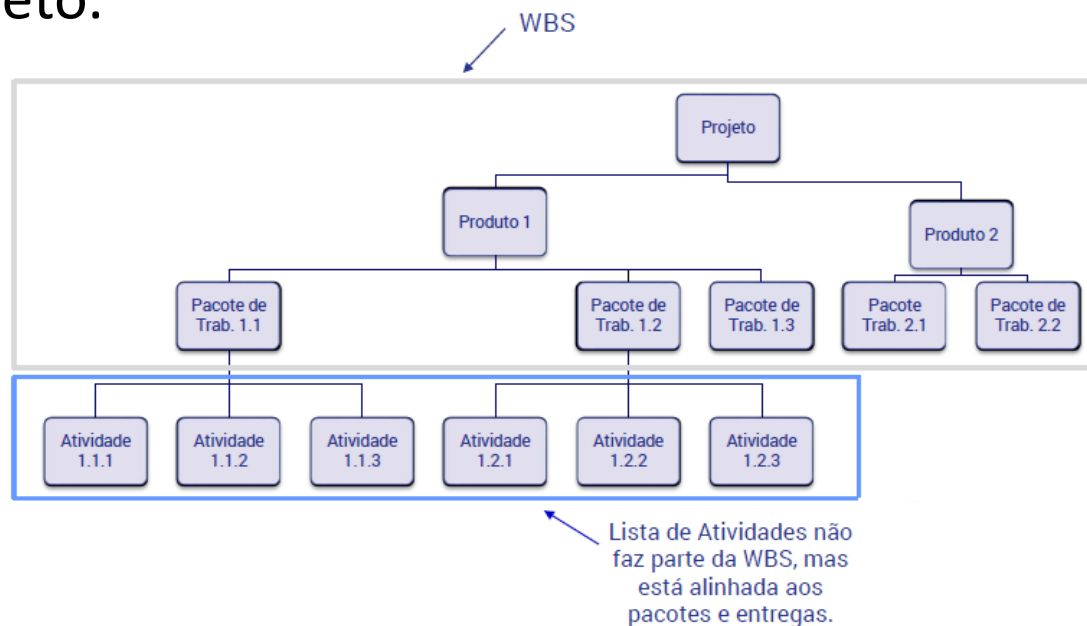 eto.
WBS
Projeto
Produto 1
Produto 2
Pacote de
Trab. 1.1
Pacote de
Trab. 1.2
Pacote de
Trab. 1.3
Pacote
Trab. 2.1
Pacote de
Trab. 2.2
Atividade
1.1.1
Atividade
1.1.2
Atividade
1.1.3
Atividade
1.2.1
Atividade
1.2.2
Atividade
1.2.3
Lista de Atividades não
faz parte da WBS, mas
está alinhada aos
pacotes e entregas.